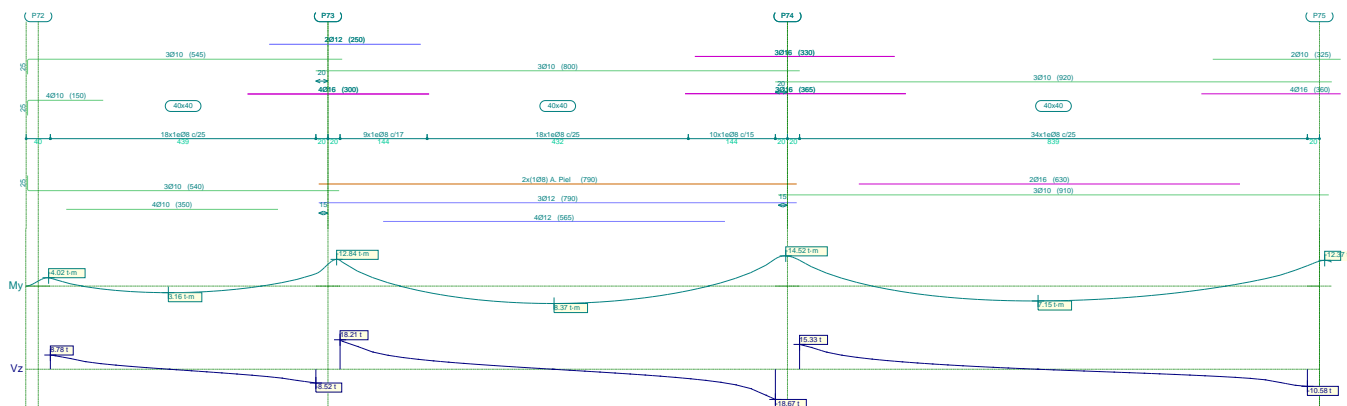 P72 P73 P74 P75
2Ø12 (250)
3Ø16 (330)
3Ø10 (545) 2Ø10 (325)
25 20 3Ø10 (800)
20 3Ø10 (920)
4Ø16 (300) 3Ø16 (365) 4Ø16 (360)
25 4Ø10 (150)
40x40 40x40 40x40
18x1eØ8 c/25 9x1eØ8 c/17 18x1eØ8 c/25 10x1eØ8 c/15 34x1eØ8 c/25
40 439 20 20 144 432 144 20 20 839 20
25 2x(1Ø8) A. Piel (790) 2Ø16 (630)
3Ø10 (540) 15 3Ø10 (910)
3Ø12 (790)
4Ø10 (350) 15
4Ø12 (565)
-12.84 t·m -14.52 t·m -12.37
-4.02 t·m
My
3.16 t·m 8.37 t·m 7.15 t·m
8.78 t 18.21 t 15.33 t
Vz
-8.52 t -18.67 t -10.58 t